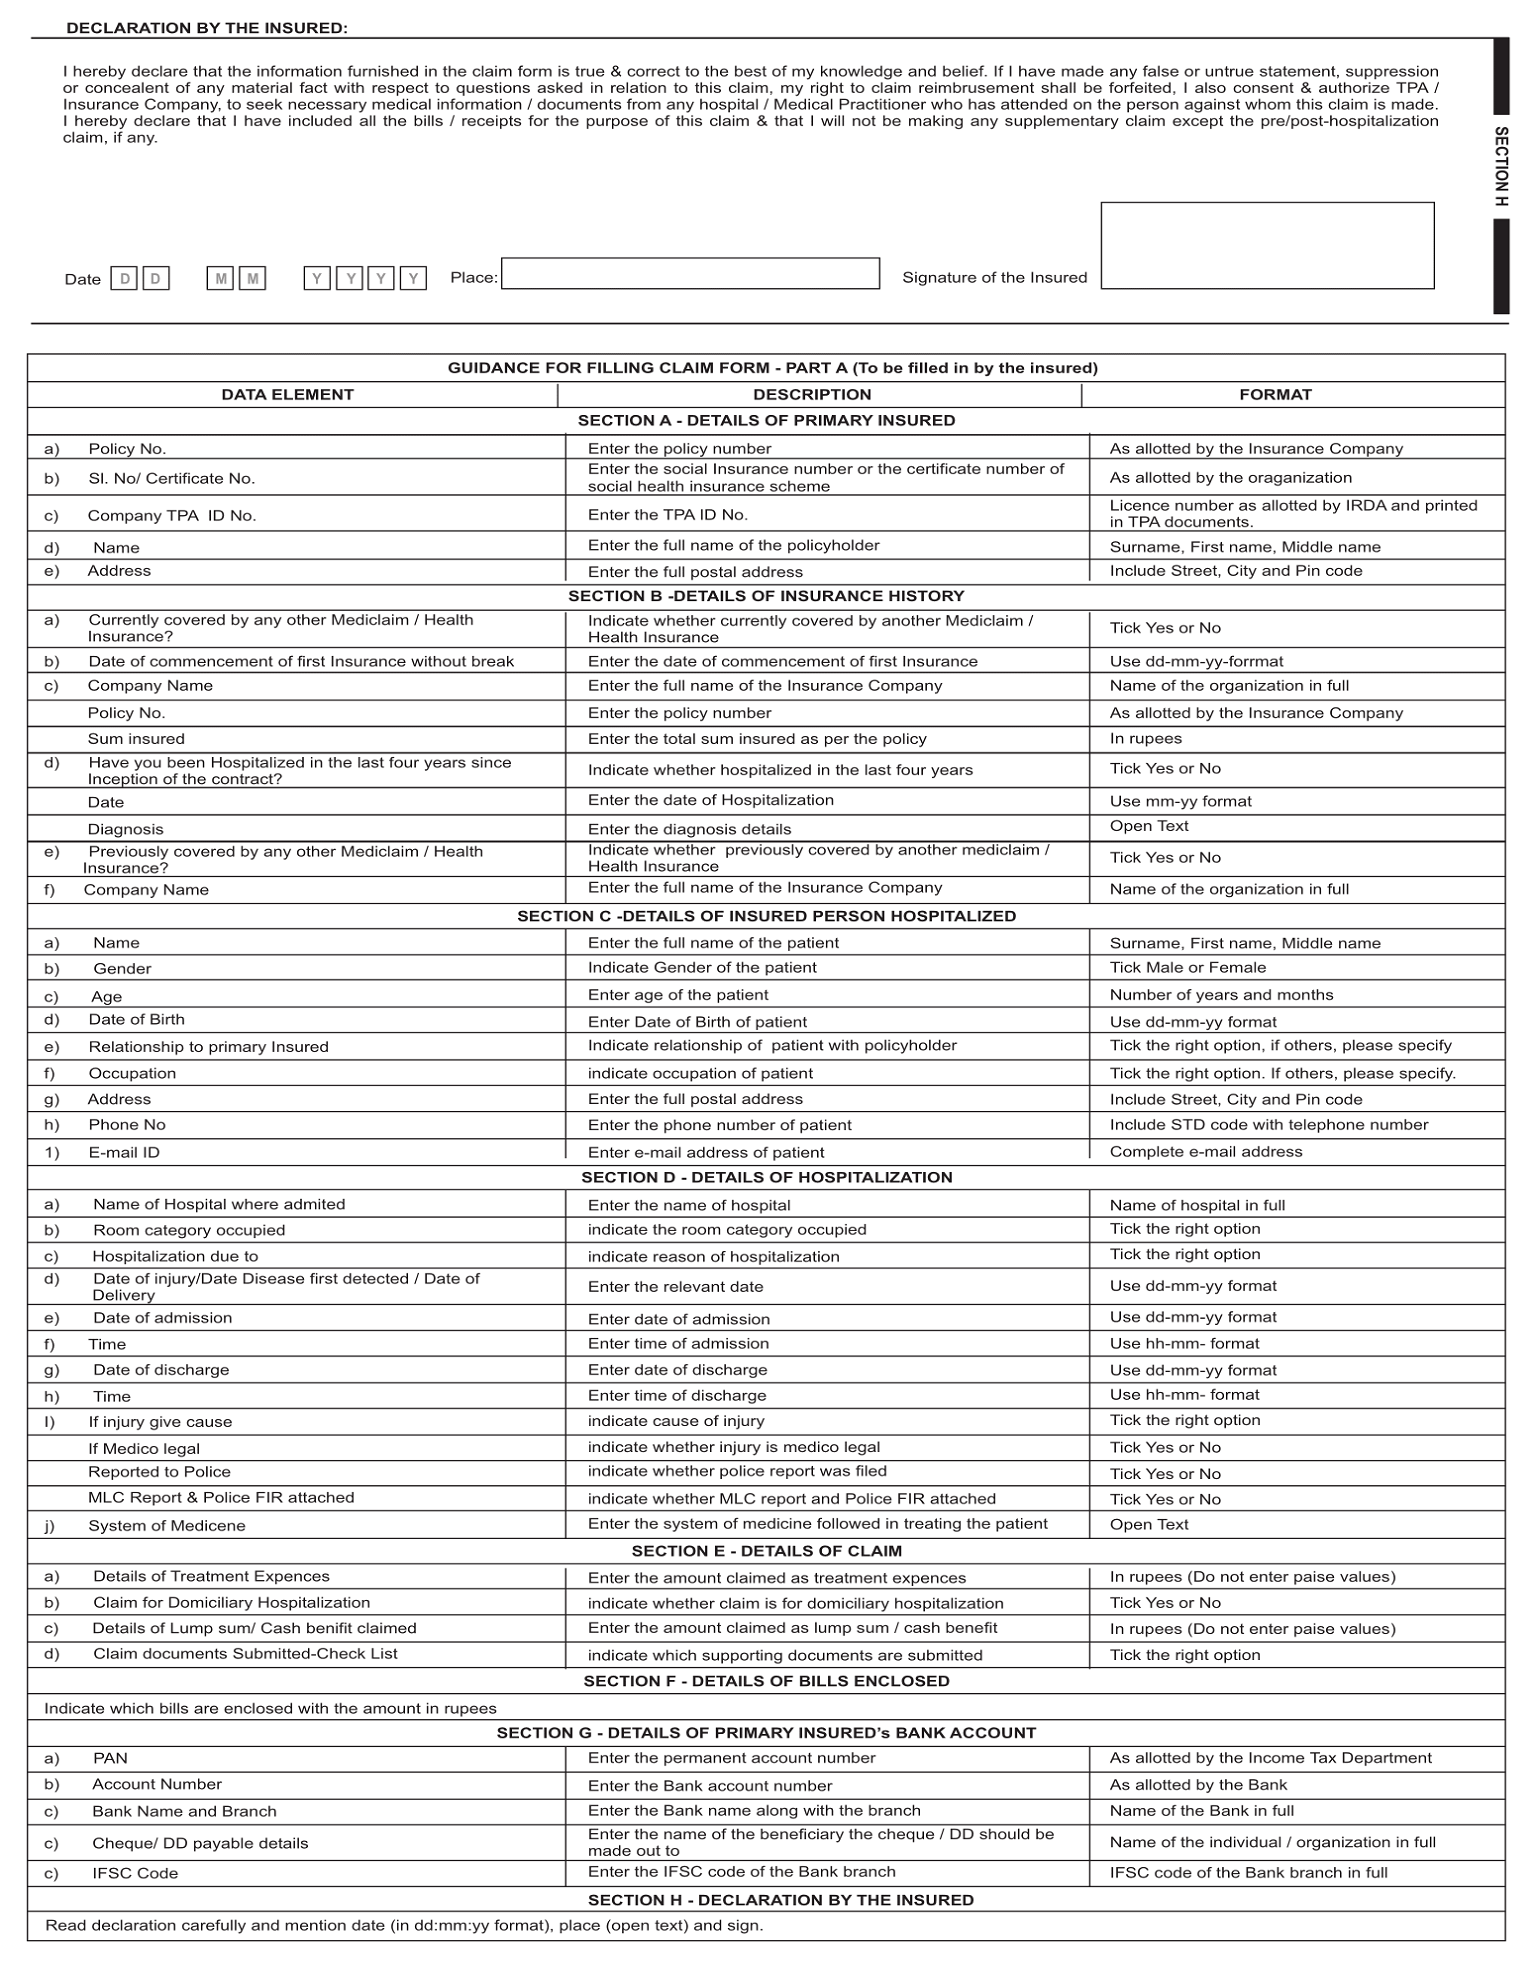 DECLARATION BY THE INSURED:
I hereby declare that the information furnished in the claim form is true & correct to the best of my knowledge and belief. If I have made any false or untrue statement, suppression
or concealent of any material fact with respect to questions asked in relation to this claim, my right to claim reimbrusement shall be forfeited, I also consent & authorize TPA /
Insurance Company, to seek necessary medical information / documents from any hospital / Medical Practitioner who has attended on the person against whom this claim is made.
I hereby declare that I have included all the bills / receipts for the purpose of this claim & that I will not be making any supplementary claim except the pre/post-hospitalization
claim, if any.
SECTION H
Date D D M M Y Y Y Y Place: Signature of the Insured
GUIDANCE FOR FILLING CLAIM FORM - PART A (To be filled in by the insured)
DATA ELEMENT DESCRIPTION FORMAT
SECTION A - DETAILS OF PRIMARY INSURED
a) Policy No. Enter the policy number As allotted by the Insurance Company
b) Sl. No/ Certificate No. Enter the social Insurance number or the certificate number of
social health insurance scheme As allotted by the oraganization
c) Company TPA ID No. Enter the TPA ID No. Licence number as allotted by IRDA and printed
in TPA documents.
d) Name Enter the full name of the policyholder Surname, First name, Middle name
e) Address Enter the full postal address Include Street, City and Pin code
SECTION B -DETAILS OF INSURANCE HISTORY
a) Currently covered by any other Mediclaim / Health
Insurance? Indicate whether currently covered by another Mediclaim /
Health Insurance Tick Yes or No
b) Date of commencement of first Insurance without break Enter the date of commencement of first Insurance Use dd-mm-yy-forrmat
c) Company Name Enter the full name of the Insurance Company Name of the organization in full
Policy No. Enter the policy number As allotted by the Insurance Company
Sum insured Enter the total sum insured as per the policy In rupees
d) Have you been Hospitalized in the last four years since
Inception of the contract? Indicate whether hospitalized in the last four years Tick Yes or No
Date Enter the date of Hospitalization Use mm-yy format
Diagnosis Enter the diagnosis details Open Text
e) Previously covered by any other Mediclaim / Health
Insurance? Indicate whether previously covered by another mediclaim /
Health Insurance Tick Yes or No
f) Company Name Enter the full name of the Insurance Company Name of the organization in full
SECTION C -DETAILS OF INSURED PERSON HOSPITALIZED
a) Name Enter the full name of the patient Surname, First name, Middle name
b) Gender Indicate Gender of the patient Tick Male or Female
c) Age Enter age of the patient Number of years and months
d) Date of Birth Enter Date of Birth of patient Use dd-mm-yy format
e) Relationship to primary Insured Indicate relationship of patient with policyholder Tick the right option, if others, please specify
f) Occupation indicate occupation of patient Tick the right option. If others, please specify.
g) Address Enter the full postal address Include Street, City and Pin code
h) Phone No Enter the phone number of patient Include STD code with telephone number
1) E-mail ID Enter e-mail address of patient Complete e-mail address
SECTION D - DETAILS OF HOSPITALIZATION
a) Name of Hospital where admited Enter the name of hospital Name of hospital in full
b) Room category occupied indicate the room category occupied Tick the right option
c) Hospitalization due to indicate reason of hospitalization Tick the right option
d) Date of injury/Date Disease first detected / Date of
Delivery Enter the relevant date Use dd-mm-yy format
e) Date of admission Enter date of admission Use dd-mm-yy format
f) Time Enter time of admission Use hh-mm- format
g) Date of discharge Enter date of discharge Use dd-mm-yy format
h) Time Enter time of discharge Use hh-mm- format
I) If injury give cause indicate cause of injury Tick the right option
If Medico legal indicate whether injury is medico legal Tick Yes or No
Reported to Police indicate whether police report was filed Tick Yes or No
MLC Report & Police FIR attached indicate whether MLC report and Police FIR attached Tick Yes or No
j) System of Medicene Enter the system of medicine followed in treating the patient Open Text
SECTION E - DETAILS OF CLAIM
a) Details of Treatment Expences Enter the amount claimed as treatment expences In rupees (Do not enter paise values)
b) Claim for Domiciliary Hospitalization indicate whether claim is for domiciliary hospitalization Tick Yes or No
c) Details of Lump sum/ Cash benifit claimed Enter the amount claimed as lump sum / cash benefit In rupees (Do not enter paise values)
d) Claim documents Submitted-Check List indicate which supporting documents are submitted Tick the right option
SECTION F - DETAILS OF BILLS ENCLOSED
Indicate which bills are enclosed with the amount in rupees
SECTION G - DETAILS OF PRIMARY INSURED's BANK ACCOUNT
a) PAN Enter the permanent account number As allotted by the Income Tax Department
b) Account Number Enter the Bank account number As allotted by the Bank
c) Bank Name and Branch Enter the Bank name along with the branch Name of the Bank in full
c) Cheque/ DD payable details Enter the name of the beneficiary the cheque / DD should be
made out to Name of the individual / organization in full
c) IFSC Code Enter the IFSC code of the Bank branch IFSC code of the Bank branch in full
SECTION H - DECLARATION BY THE INSURED
Read declaration carefully and mention date (in dd:mm:yy format), place (open text) and sign.